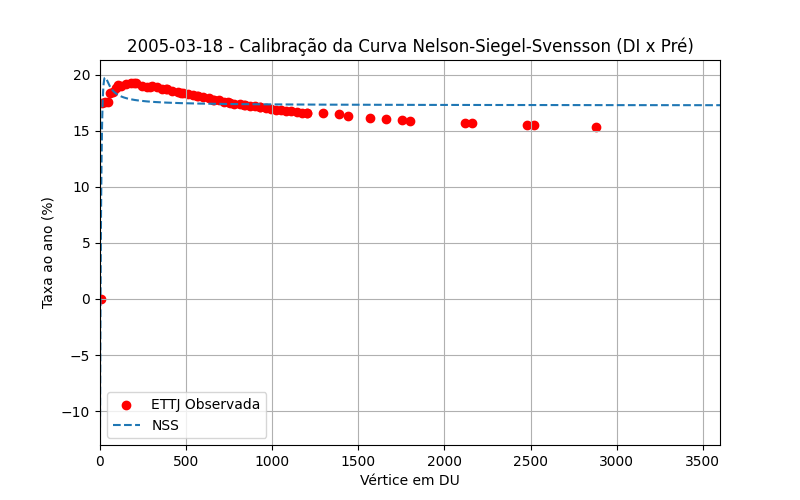 2005-03-18 - Calibração da Curva Nelson-Siegel-Svensson (DI x Pré)
Taxa ao ano (%)
20
15
10
5
0
−5
−10
ETTJ Observada
NSS
0 500 1000 1500 2000 2500 3000 3500
Vértice em DU